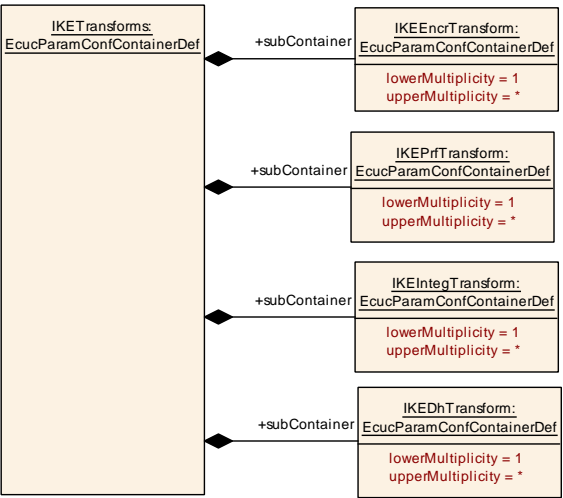 IKETransforms:
EcucParamConfContainerDef
+subContainer
IKEEncrTransform:
EcucParamConfContainerDef
lowerMultiplicity = 1
upperMultiplicity = *
+subContainer
IKEPrfTransform:
EcucParamConfContainerDef
lowerMultiplicity = 1
upperMultiplicity = *
+subContainer
IKEIntegTransform:
EcucParamConfContainerDef
lowerMultiplicity = 1
upperMultiplicity = *
+subContainer
IKEDhTransform:
EcucParamConfContainerDef
lowerMultiplicity = 1
upperMultiplicity = *